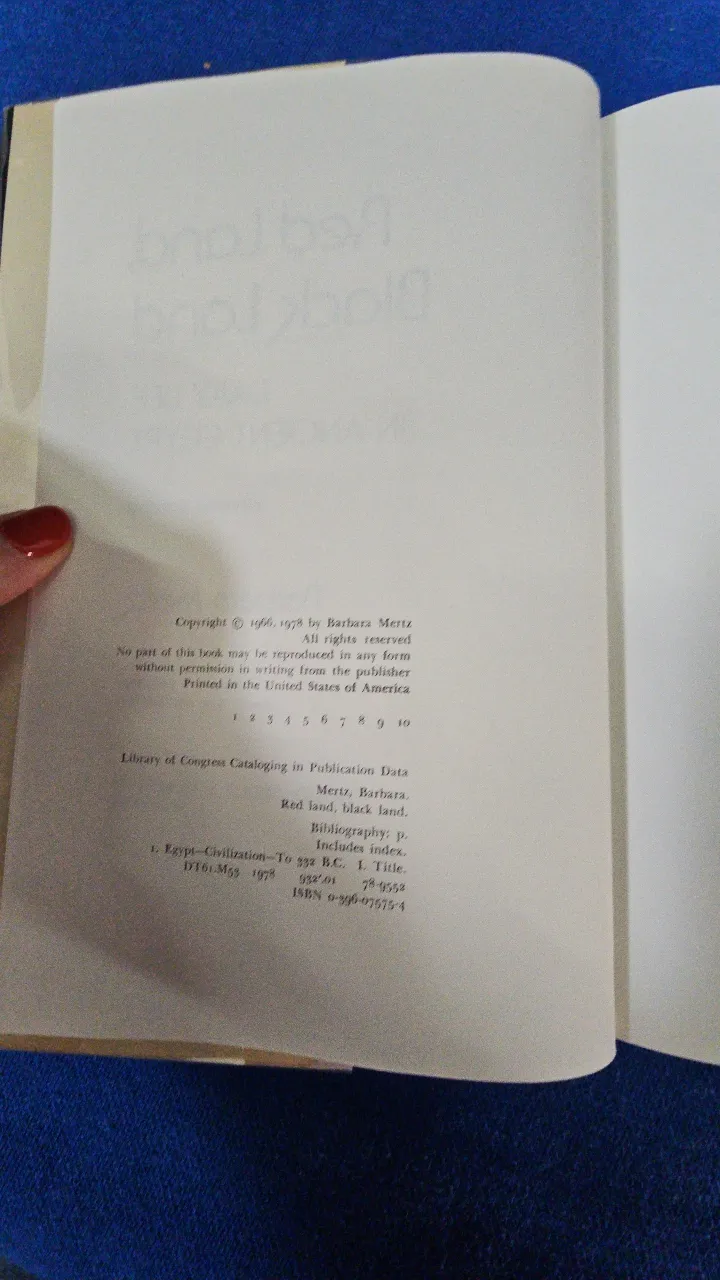 Red Land
Black Land
Copyright © 1966, 1978 by Barbara Mertz
All rights reserved
No part of this book may be reproduced in any form
without permission in writing from the publisher
Printed in the United States of America
1 2 3 4 5 6 7 8 9 10
Library of Congress Cataloging in Publication Data
Mertz, Barbara.
Red land, black land.
Bibliography: p.
Includes index.
1. Egypt—Civilization—To 332 B.C. I. Title.
DT61.M53 1978 932'.01 78-9552
ISBN 0-396-07575-4